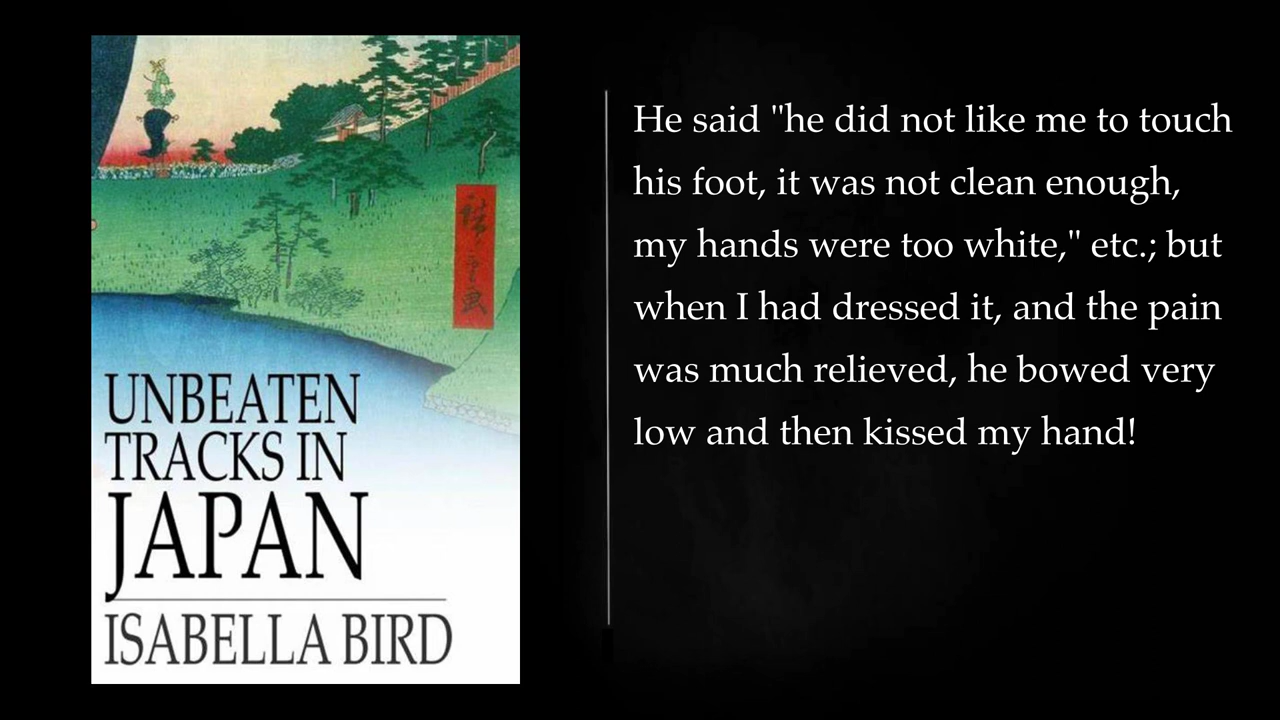 UNBEATEN
TRACKS IN
JAPAN
ISABELLA BIRD
He said "he did not like me to touch
his foot, it was not clean enough,
my hands were too white," etc.; but
when I had dressed it, and the pain
was much relieved, he bowed very
low and then kissed my hand!